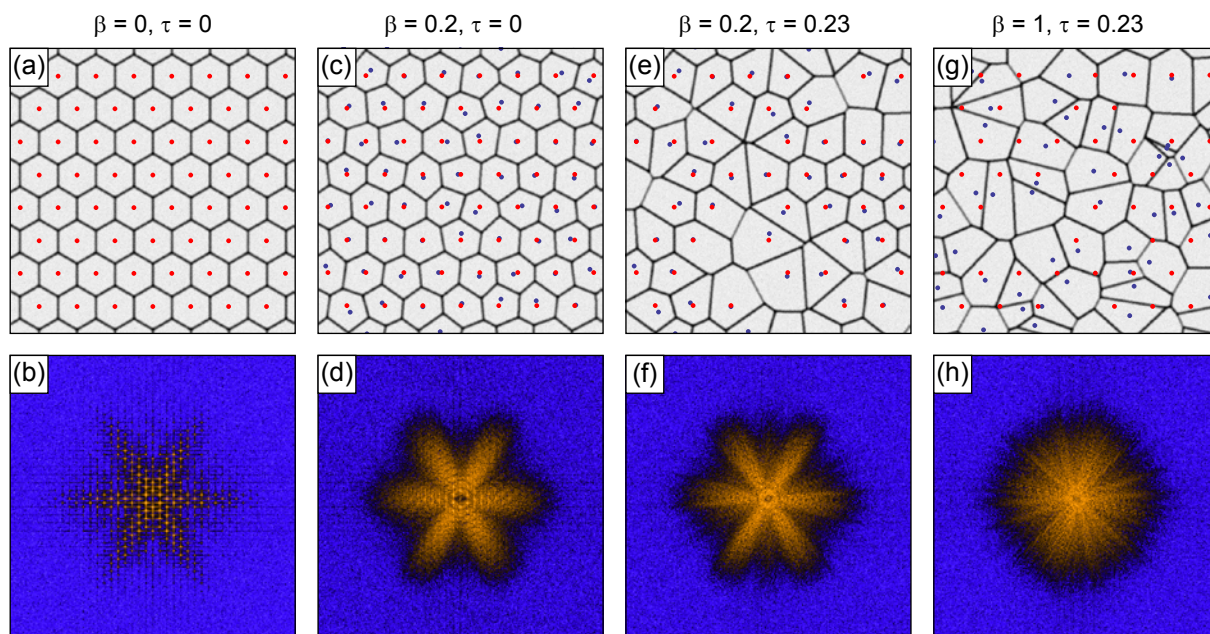 β = 0, τ = 0
β = 0.2, τ = 0
β = 0.2, τ = 0.23
β = 1, τ = 0.23
(a)
(c)
(e)
(g)
(b)
(d)
(f)
(h)